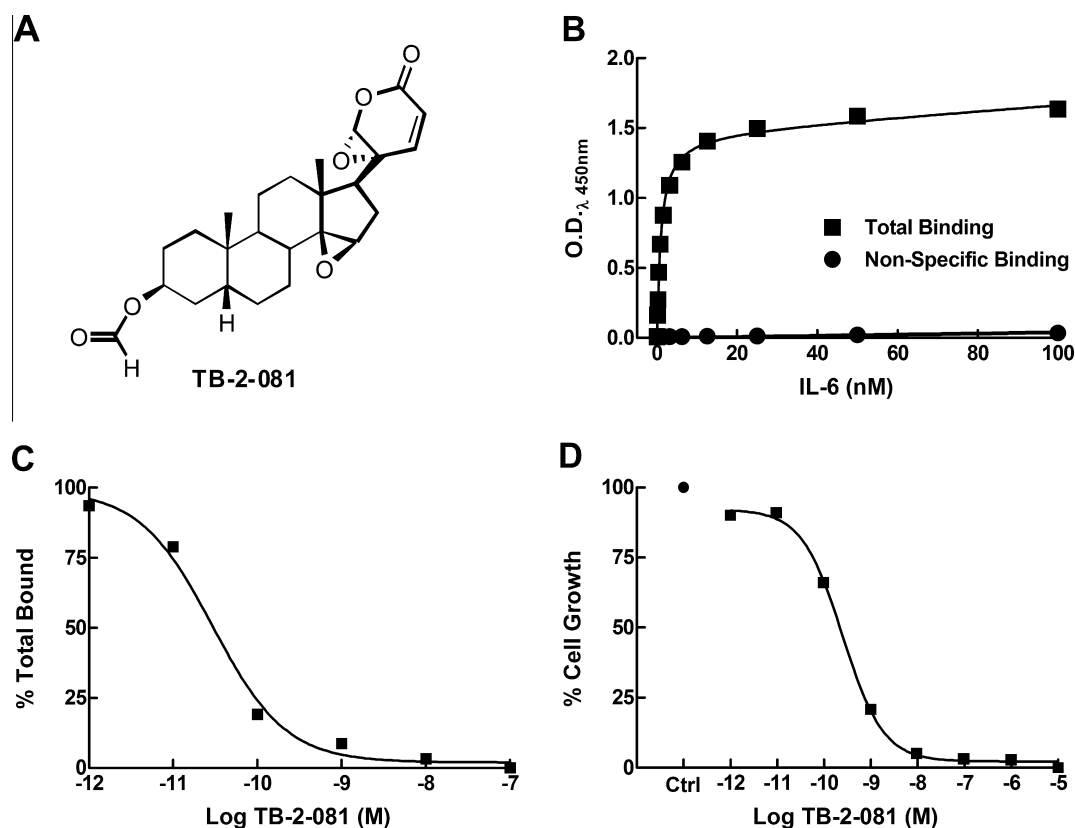 A
O
O
O
O
O
O
H
H
TB-2-081
B
2.0
1.5
1.0
0.5
0.0
O.D.λ 450nm
Total Binding
Non-Specific Binding
0 20 40 60 80 100
IL-6 (nM)
C
100
75
50
25
0
% Total Bound
-12 -11 -10 -9 -8 -7
Log TB-2-081 (M)
D
100
75
50
25
0
% Cell Growth
Ctrl -12 -11 -10 -9 -8 -7 -6 -5
Log TB-2-081 (M)